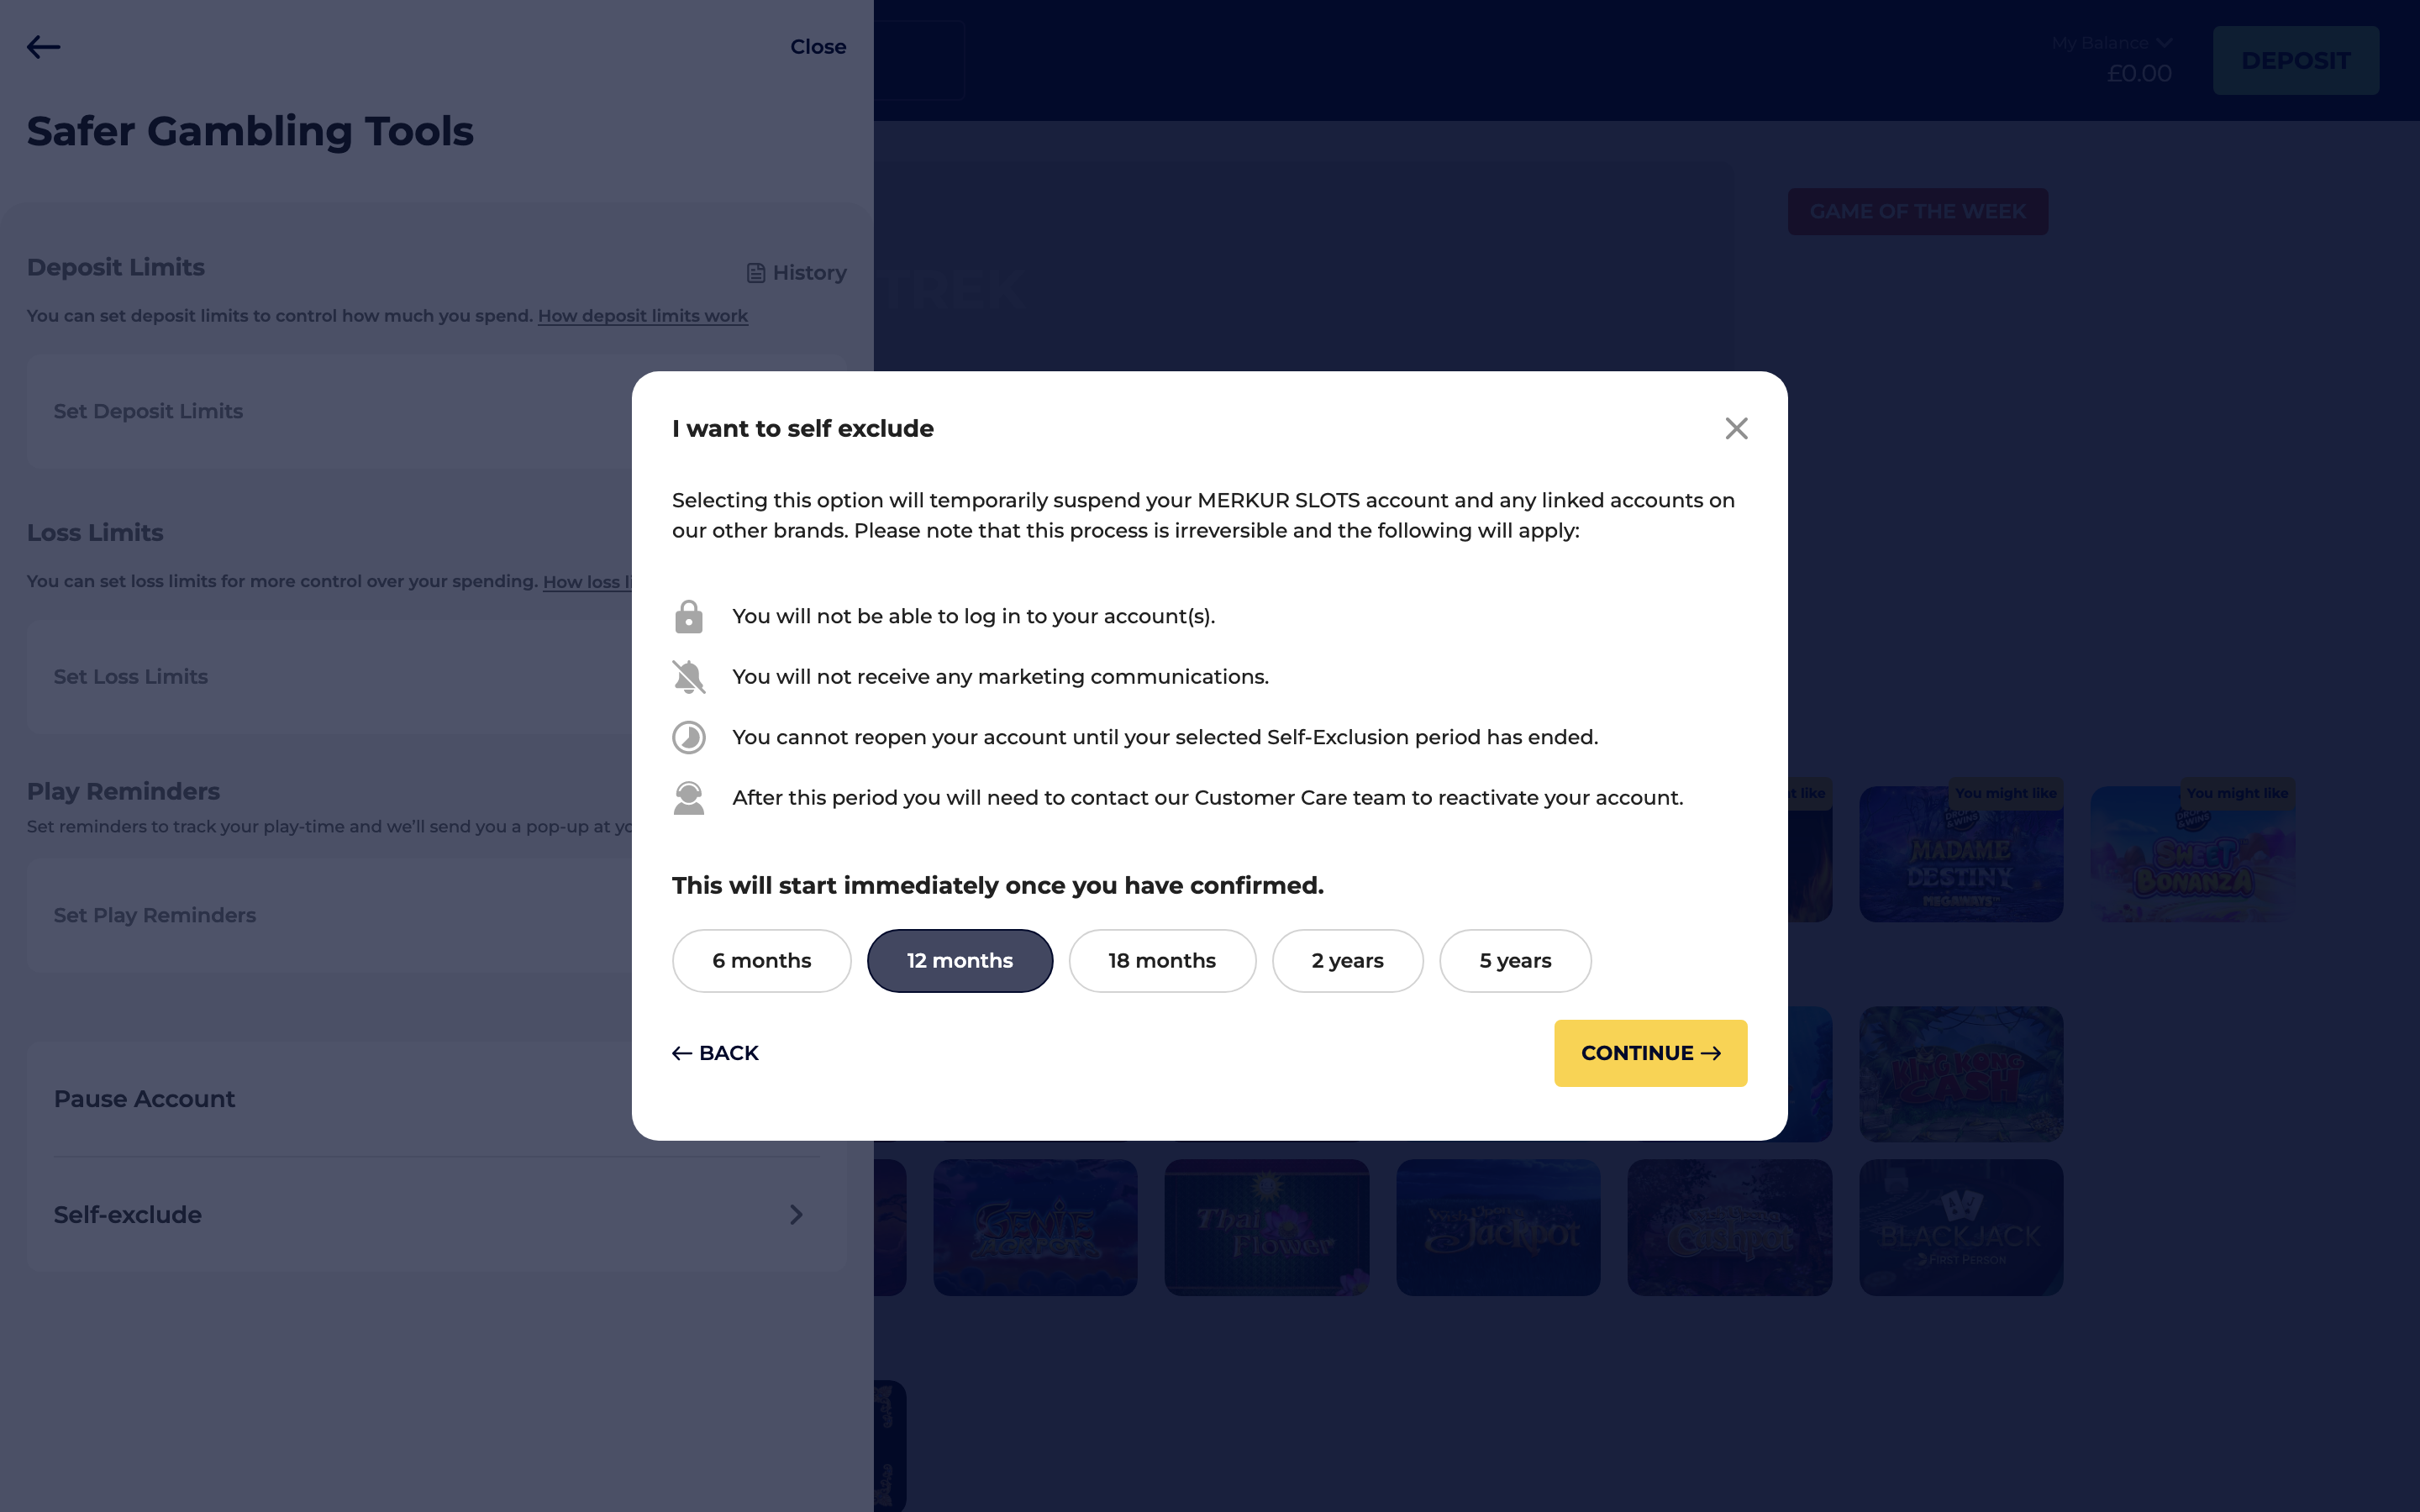 Close
My Balance
£0.00
DEPOSIT
Safer Gambling Tools
GAME OF THE WEEK
Deposit Limits
History
TREK
You can set deposit limits to control how much you spend. How deposit limits work
Set Deposit Limits
I want to self exclude
Selecting this option will temporarily suspend your MERKUR SLOTS account and any linked accounts on
our other brands. Please note that this process is irreversible and the following will apply:
Loss Limits
You can set loss limits for more control over your spending. How loss
Set Loss Limits
You will not be able to log in to your account(s).
You will not receive any marketing communications.
You cannot reopen your account until your selected Self-Exclusion period has ended.
After this period you will need to contact our Customer Care team to reactivate your account.
Play Reminders
Set reminders to track your play-time and we'll send you a pop-up at
Set Play Reminders
like
You might like
You might like
MADAME
DESTINY
MEGAWAYS
SWEET
BONANZA
This will start immediately once you have confirmed.
6 months
12 months
18 months
2 years
5 years
BACK
CONTINUE
KING KONG
CASH
Pause Account
Self-exclude
GENIE
JACKPOTS
Thai
Flower
Wish Upon a
Jackpot
BLACKJACK
FIRST PERSON